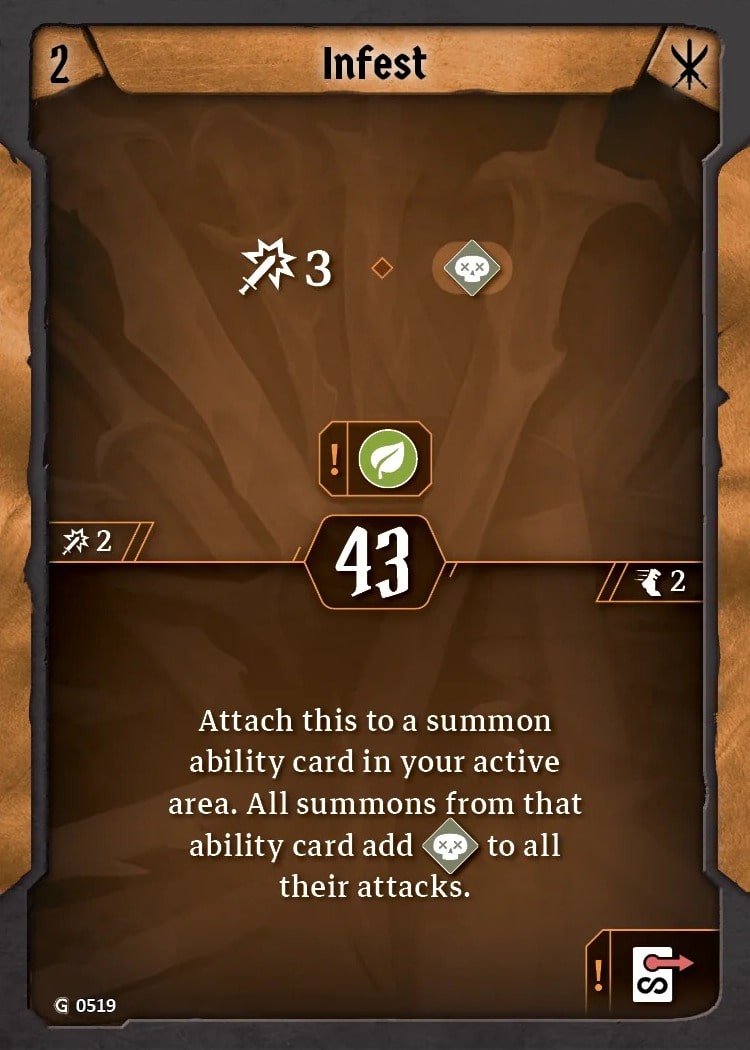 2
Infest
3
!
2
43
2
Attach this to a summon
ability card in your active
area. All summons from that
ability card add to all
their attacks.
!
G 0519